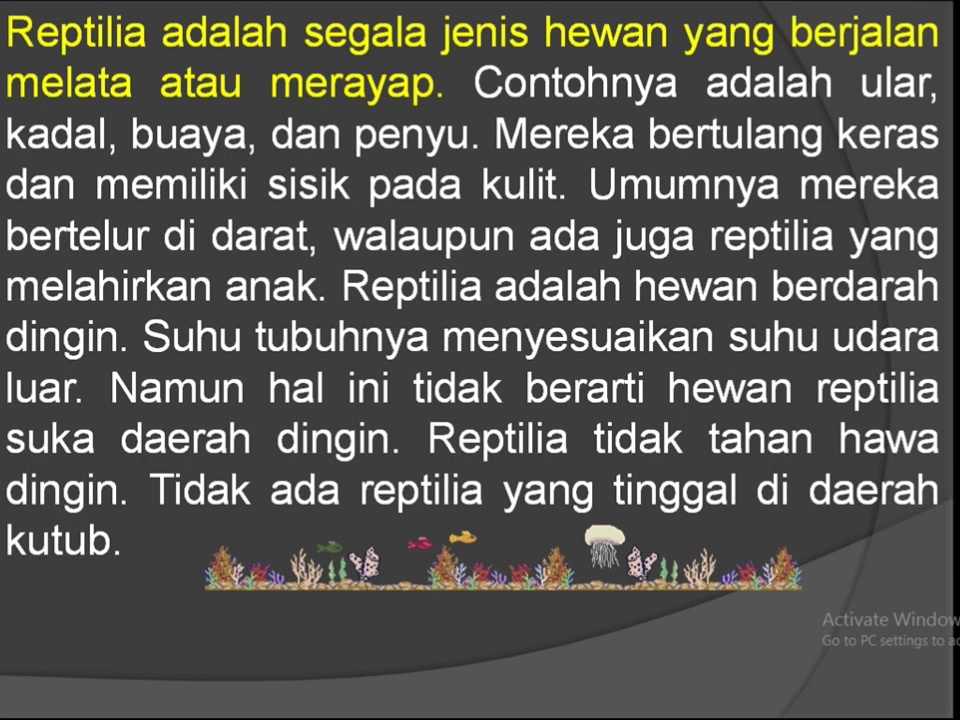 Reptilia adalah segala jenis hewan yang berjalan
melata atau merayap. Contohnya adalah ular,
kadal, buaya, dan penyu. Mereka bertulang keras
dan memiliki sisik pada kulit. Umumnya mereka
bertelur di darat, walaupun ada juga reptilia yang
melahirkan anak. Reptilia adalah hewan berdarah
dingin. Suhu tubuhnya menyesuaikan suhu udara
luar. Namun hal ini tidak berarti hewan reptilia
suka daerah dingin. Reptilia tidak tahan hawa
dingin. Tidak ada reptilia yang tinggal di daerah
kutub.
Activate Window
Go to PC settings to ac